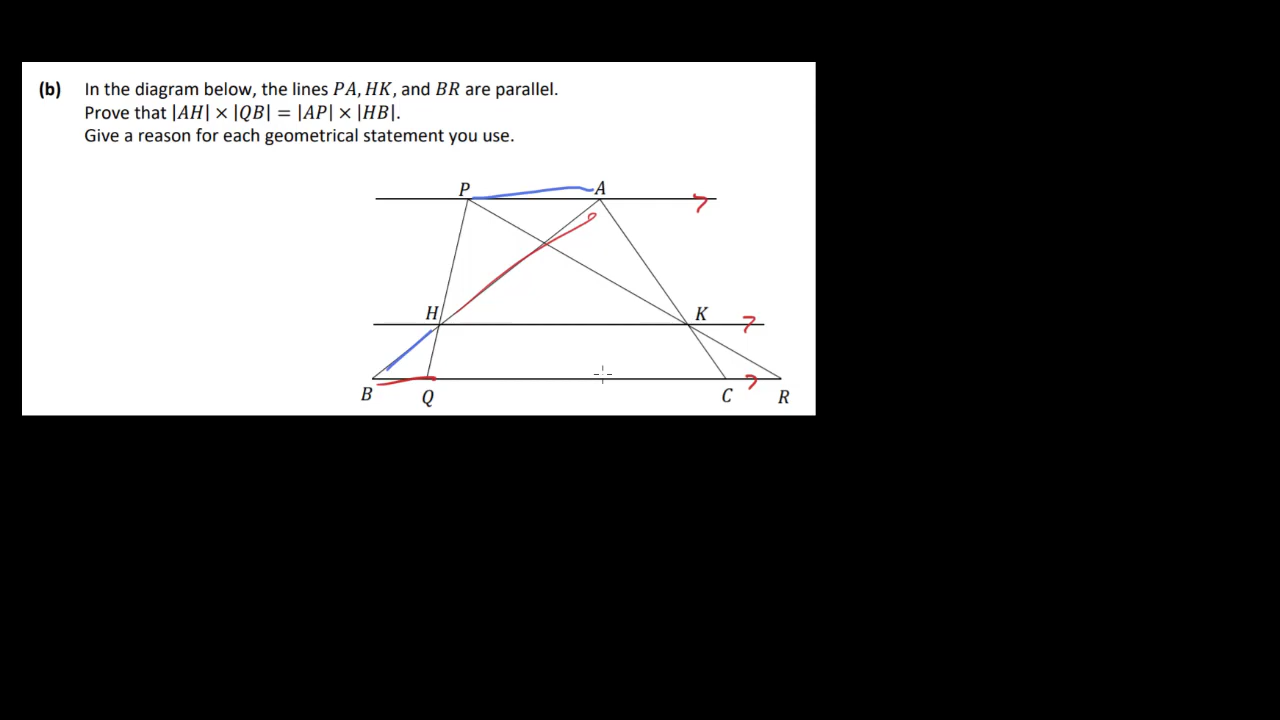 (b) In the diagram below, the lines PA, HK, and BR are parallel.
Prove that |AH| × |QB| = |AP| × |HB|.
Give a reason for each geometrical statement you use.
P A
H K
B Q C R